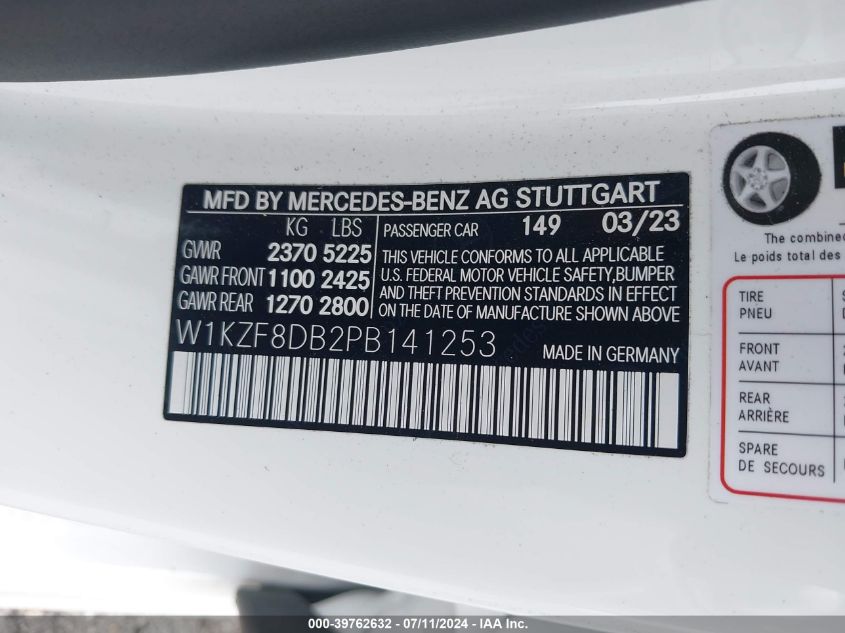 MFD BY MERCEDES-BENZ AG STUTTGART
KG LBS
GVWR 2370 5225
GAWR FRONT 1100 2425
GAWR REAR 1270 2800
PASSENGER CAR 149 03/23
THIS VEHICLE CONFORMS TO ALL APPLICABLE
U.S. FEDERAL MOTOR VEHICLE SAFETY,BUMPER
AND THEFT PREVENTION STANDARDS IN EFFECT
ON THE DATE OF MANUFACTURE SHOWN ABOVE
W1KZF8DB2PB141253 MADE IN GERMANY
The combined
Le poids total des
TIRE
PNEU
FRONT
AVANT
REAR
ARRIÈRE
SPARE
DE SECOURS
000-39762632 - 07/11/2024 - IAA Inc.